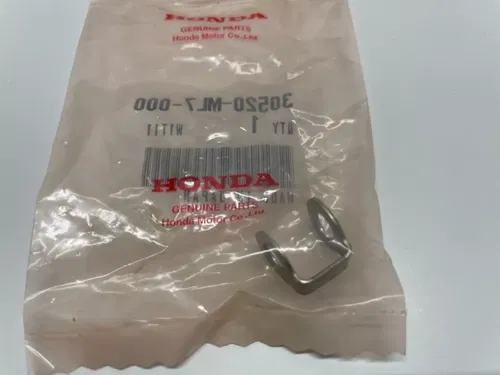 HONDA
GENUINE PARTS
Honda Motor Co.,Ltd.
30520-ML7-000
QTY 1 W1T11
HONDA
GENUINE PARTS
Honda Motor Co.,Ltd.